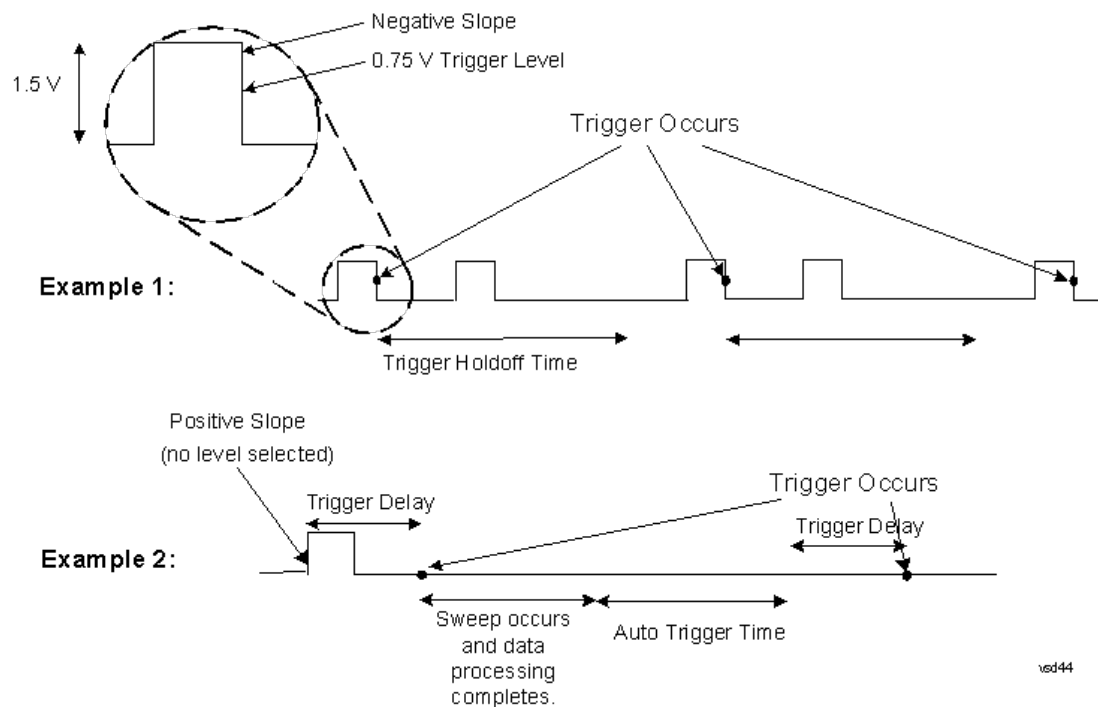 Negative Slope
1.5 V
0.75 V Trigger Level
Trigger Occurs
Example 1:
Trigger Holdoff Time
Positive Slope
(no level selected)
Trigger Delay
Trigger Occurs
Trigger Delay
Example 2:
Sweep occurs
and data
processing
completes.
Auto Trigger Time
vsd44